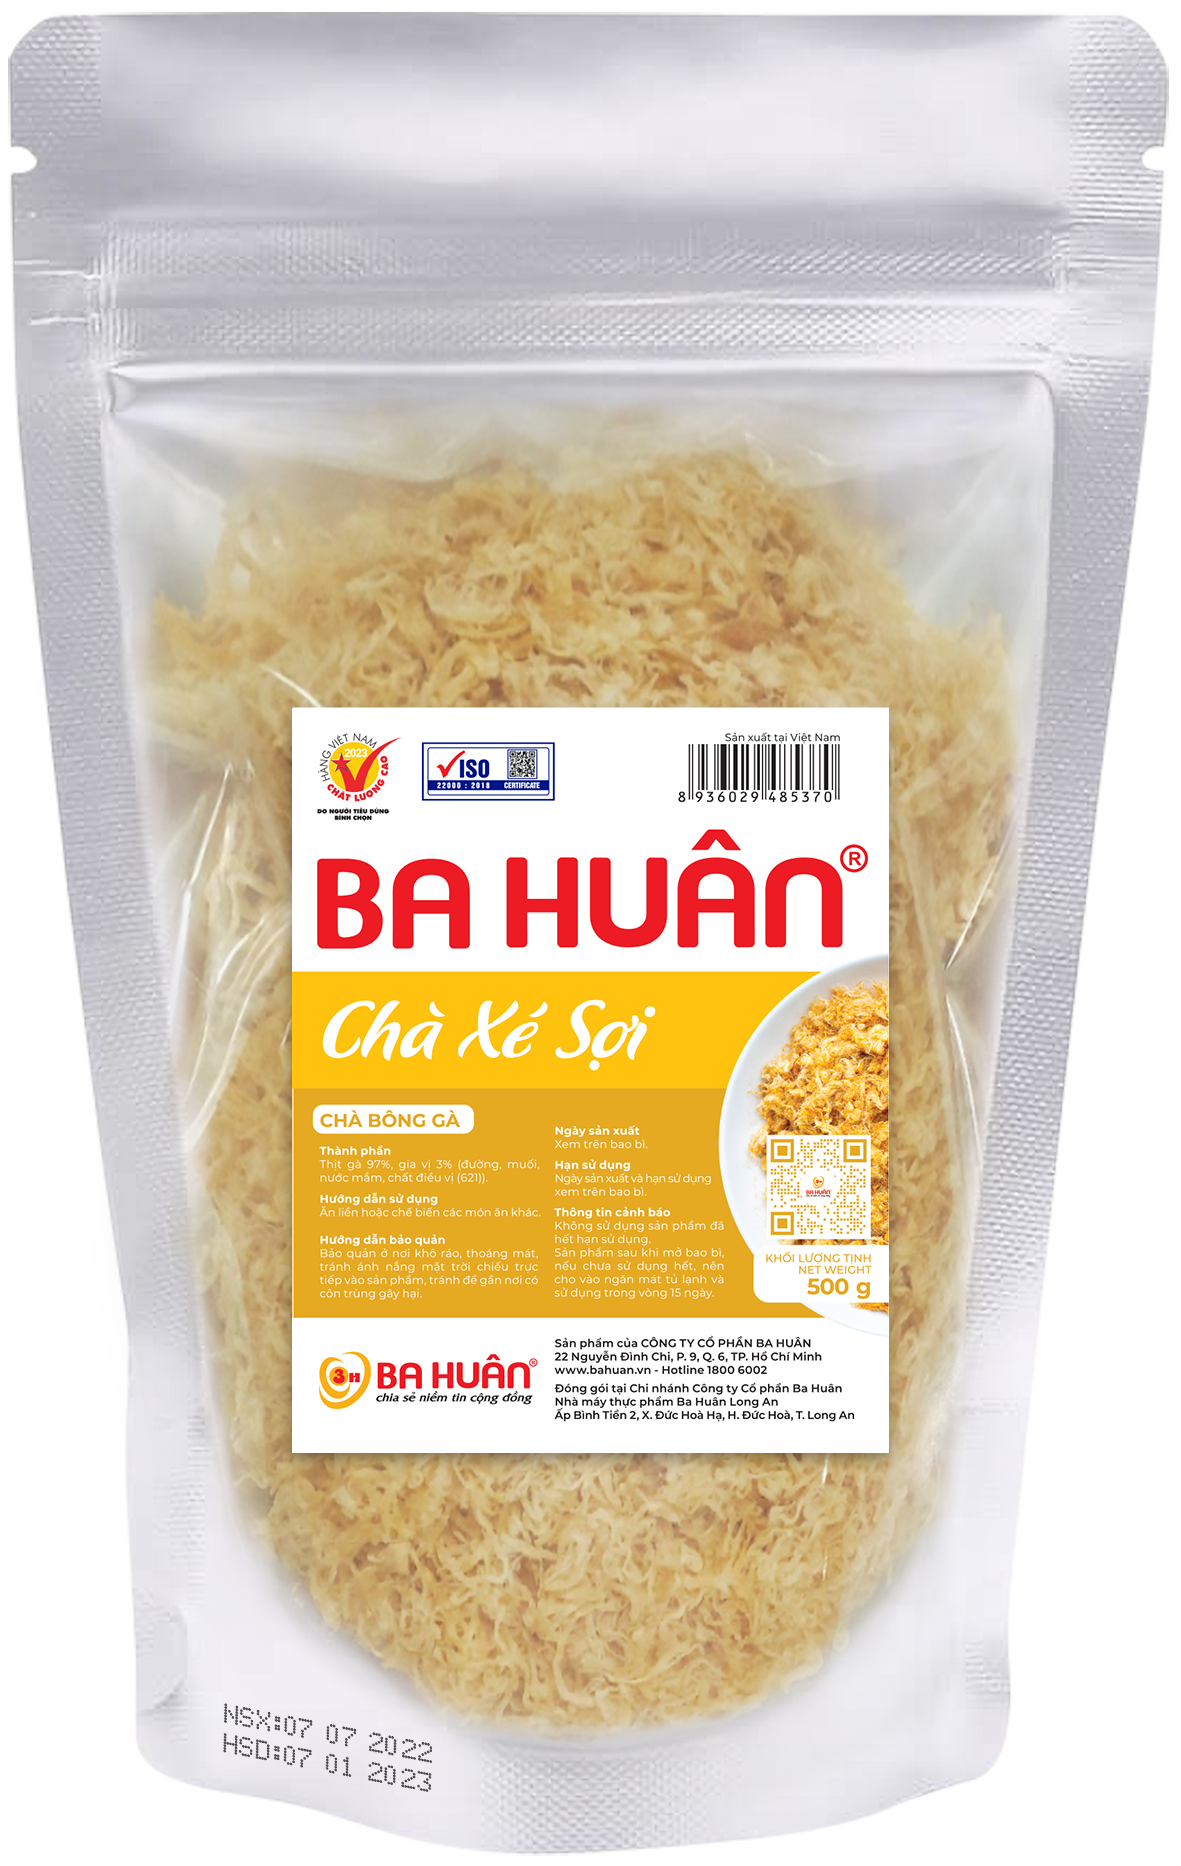 HÀNG VIỆT NAM
2023
CHẤT LƯỢNG CAO
DO NGƯỜI TIÊU DÙNG
BÌNH CHỌN
ISO
22000 : 2018 CERTIFICATE
Sản xuất tại Việt Nam
8 936029 485370
BA HUÂN®
Chà Xé Sợi
CHÀ BÔNG GÀ
Thành phần
Thịt gà 97%, gia vị 3% (đường, muối,
nước mắm, chất điều vị (621)).
Hướng dẫn sử dụng
Ăn liền hoặc chế biến các món ăn khác.
Hướng dẫn bảo quản
Bảo quản ở nơi khô ráo, thoáng mát,
tránh ánh nắng mặt trời chiếu trực
tiếp vào sản phẩm, tránh để gần nơi có
côn trùng gây hại.
Ngày sản xuất
Xem trên bao bì.
Hạn sử dụng
Ngày sản xuất và hạn sử dụng
xem trên bao bì.
Thông tin cảnh báo
Không sử dụng sản phẩm đã
hết hạn sử dụng.
Sản phẩm sau khi mở bao bì,
nếu chưa sử dụng hết, nên
cho vào ngăn mát tủ lạnh và
sử dụng trong vòng 15 ngày.
BA HUÂN
KHỐI LƯỢNG TỊNH
NET WEIGHT
500 g
3H BA HUÂN®
chia sẻ niềm tin cộng đồng
Sản phẩm của CÔNG TY CỔ PHẦN BA HUÂN
22 Nguyễn Đình Chi, P. 9, Q. 6, TP. Hồ Chí Minh
www.bahuan.vn - Hotline 1800 6002
Đóng gói tại Chi nhánh Công ty Cổ phần Ba Huân
Nhà máy thực phẩm Ba Huân Long An
Ấp Bình Tiền 2, X. Đức Hoà Hạ, H. Đức Hoà, T. Long An
NSX:07 07 2022
HSD:07 01 2023